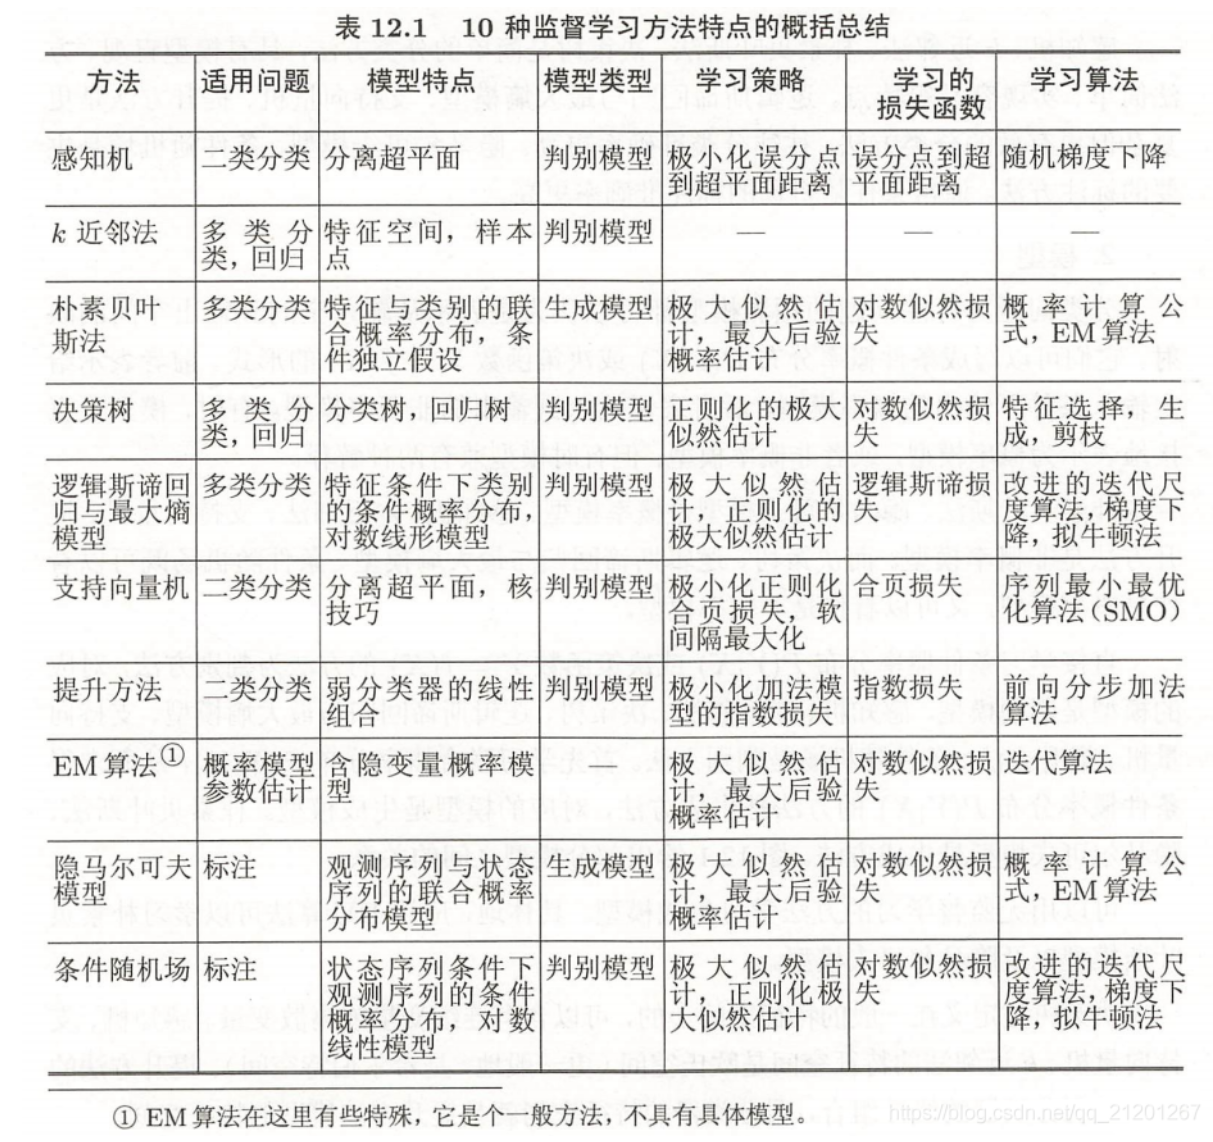 表 12.1 10 种监督学习方法特点的概括总结
方法 适用问题 模型特点 模型类型 学习策略 学习的损失函数 学习算法
感知机 二类分类 分离超平面 判别模型 极小化误分点到超平面距离 误分点到超平面距离 随机梯度下降
k 近邻法 多类分类,回归 特征空间,样本点 判别模型 — — —
朴素贝叶斯法 多类分类 特征与类别的联合概率分布,条件独立假设 生成模型 极大似然估计,最大后验概率估计 对数似然损失 概率计算公式,EM算法
决策树 多类分类,回归 分类树,回归树 判别模型 正则化的极大似然估计 对数似然损失 特征选择,生成,剪枝
逻辑斯谛回归与最大熵模型 多类分类 特征条件下类别的条件概率分布,对数线形模型 判别模型 极大似然估计,正则化的极大似然估计 逻辑斯谛损失 改进的迭代尺度算法,梯度下降,拟牛顿法
支持向量机 二类分类 分离超平面,核技巧 判别模型 极小化正则化合页损失,软间隔最大化 合页损失 序列最小最优化算法(SMO)
提升方法 二类分类 弱分类器的线性组合 判别模型 极小化加法模型的指数损失 指数损失 前向分步加法算法
EM算法① 概率模型参数估计 含隐变量概率模型 极大似然估计,最大后验概率估计 对数似然损失 迭代算法
隐马尔可夫模型 标注 观测序列与状态序列的联合概率分布模型 生成模型 极大似然估计,最大后验概率估计 对数似然损失 概率计算公式,EM算法
条件随机场 标注 状态序列条件下观测序列的条件概率分布,对数线性模型 判别模型 极大似然估计,正则化极大似然估计 对数似然损失 改进的迭代尺度算法,梯度下降,拟牛顿法
① EM算法在这里有些特殊,它是个一般方法,不具有具体模型。
https://blog.csdn.net/qq_21201267